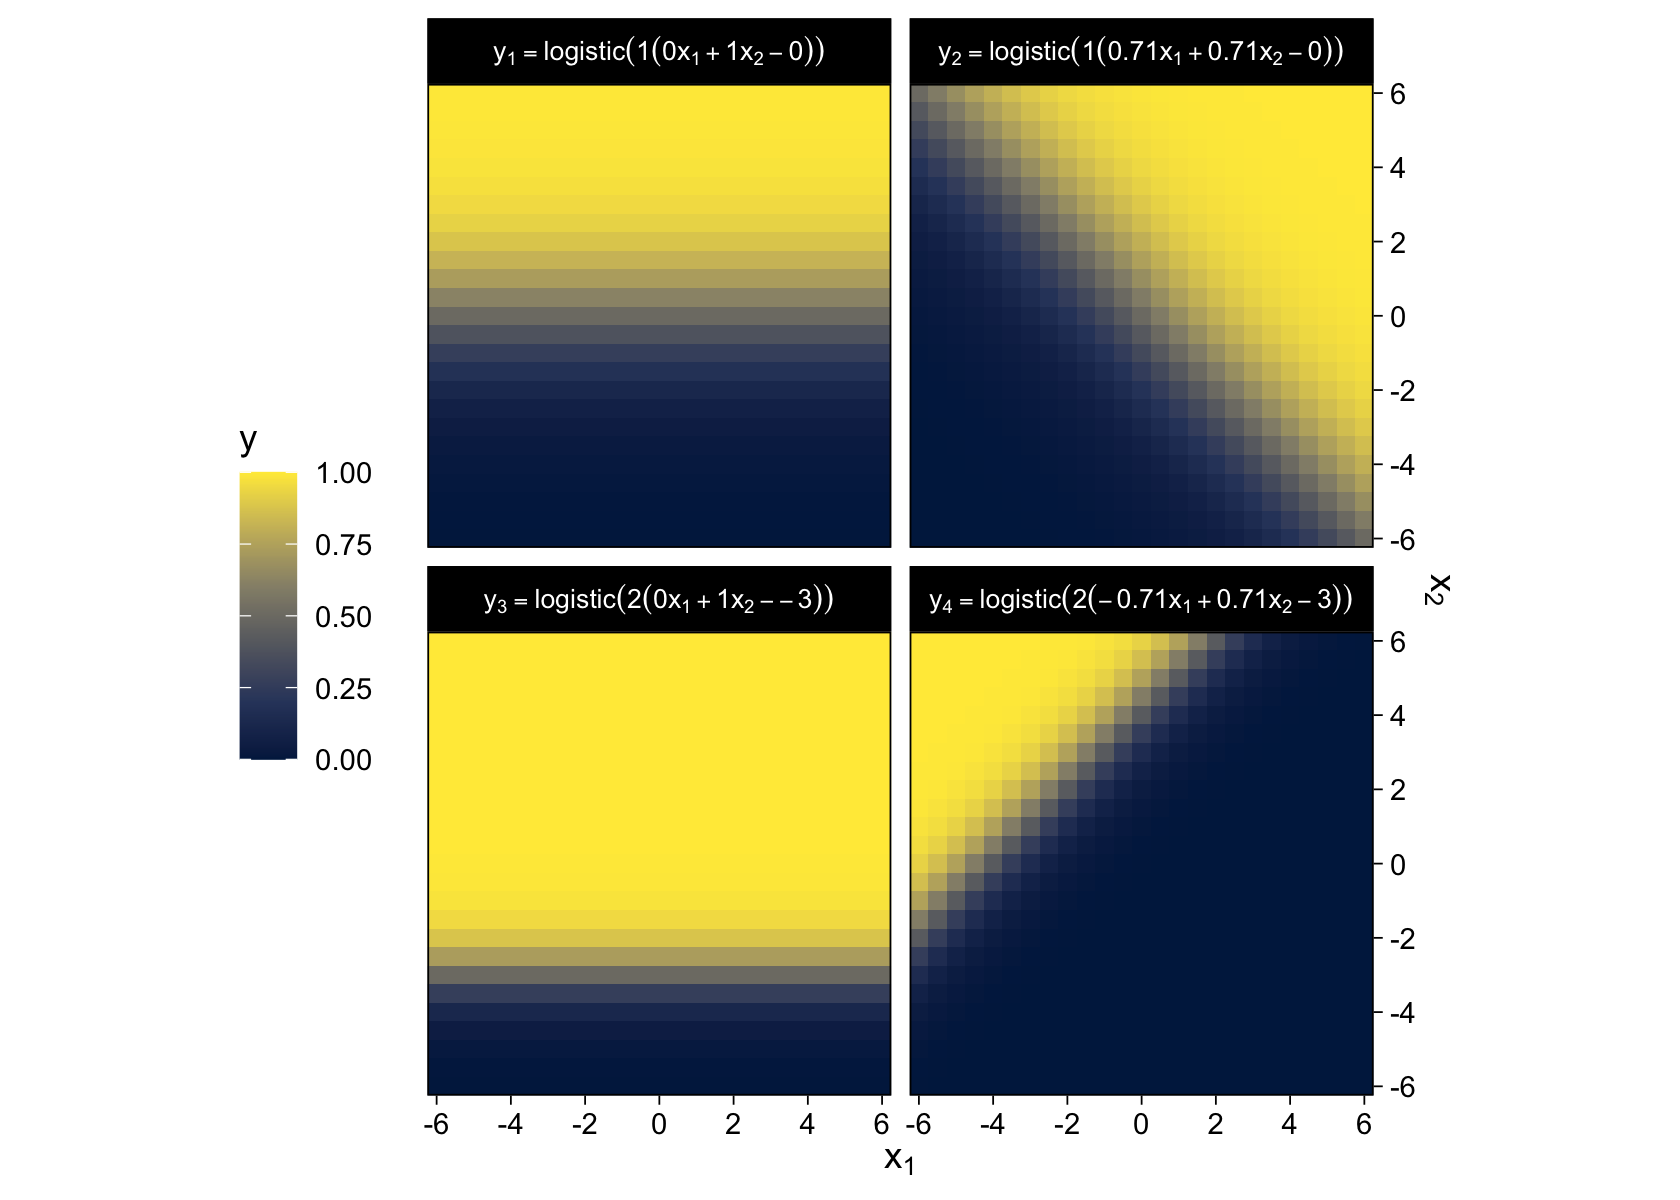 y₁ = logistic(1(0x₁ + 1x₂ − 0))
y₂ = logistic(1(0.71x₁ + 0.71x₂ − 0))
6
4
2
0
-2
-4
-6
y
1.00
0.75
0.50
0.25
0.00
x₂
y₃ = logistic(2(0x₁ + 1x₂ − − 3))
y₄ = logistic(2(− 0.71x₁ + 0.71x₂ − 3))
6
4
2
0
-2
-4
-6
-6 -4 -2 0 2 4 6
-6 -4 -2 0 2 4 6
x₁